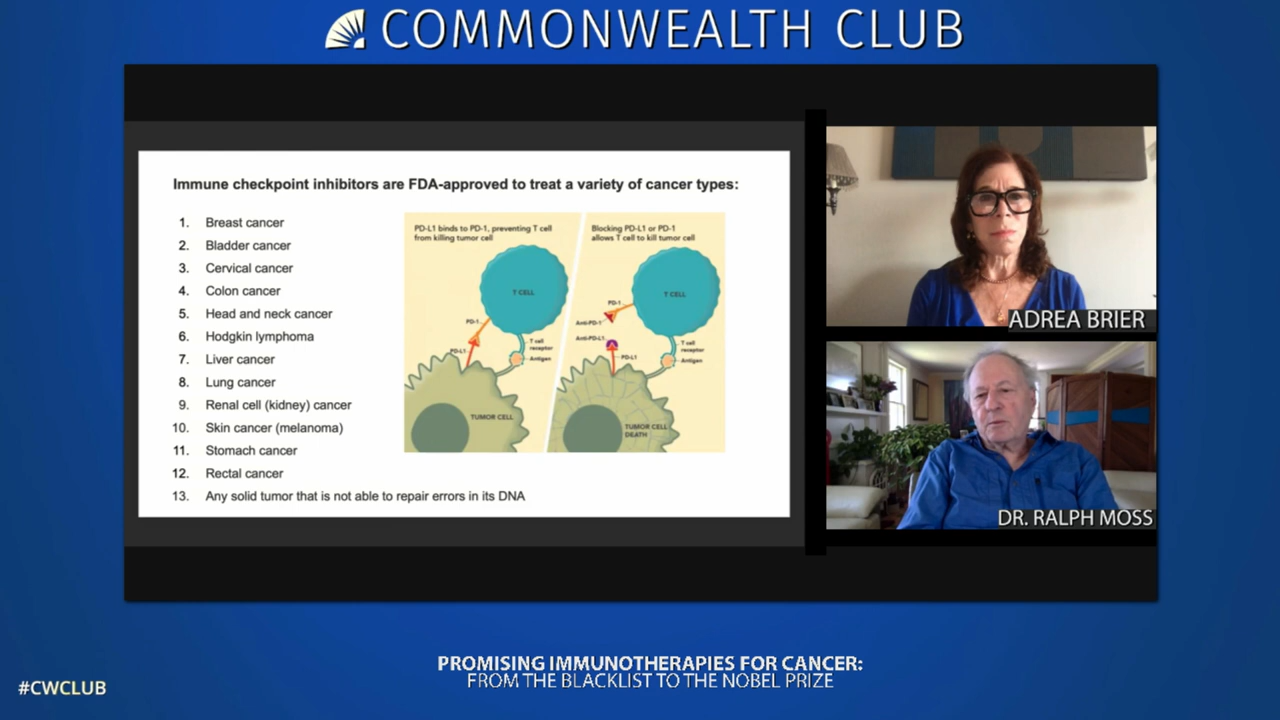 COMMONWEALTH CLUB
Immune checkpoint inhibitors are FDA-approved to treat a variety of cancer types:
1. Breast cancer
2. Bladder cancer
3. Cervical cancer
4. Colon cancer
5. Head and neck cancer
6. Hodgkin lymphoma
7. Liver cancer
8. Lung cancer
9. Renal cell (kidney) cancer
10. Skin cancer (melanoma)
11. Stomach cancer
12. Rectal cancer
13. Any solid tumor that is not able to repair errors in its DNA
PD-L1 binds to PD-1, preventing T cell
from killing tumor cell
T CELL
PD-1
PD-L1
T cell
receptor
Antigen
TUMOR CELL
Blocking PD-L1 or PD-1
allows T cell to kill tumor cell
T CELL
PD-1
Anti-PD-1
Anti-PD-L1
PD-L1
T cell
receptor
Antigen
TUMOR CELL
DEATH
ADREA BRIER
DR. RALPH MOSS
PROMISING IMMUNOTHERAPIES FOR CANCER:
FROM THE BLACKLIST TO THE NOBEL PRIZE
#CWCLUB